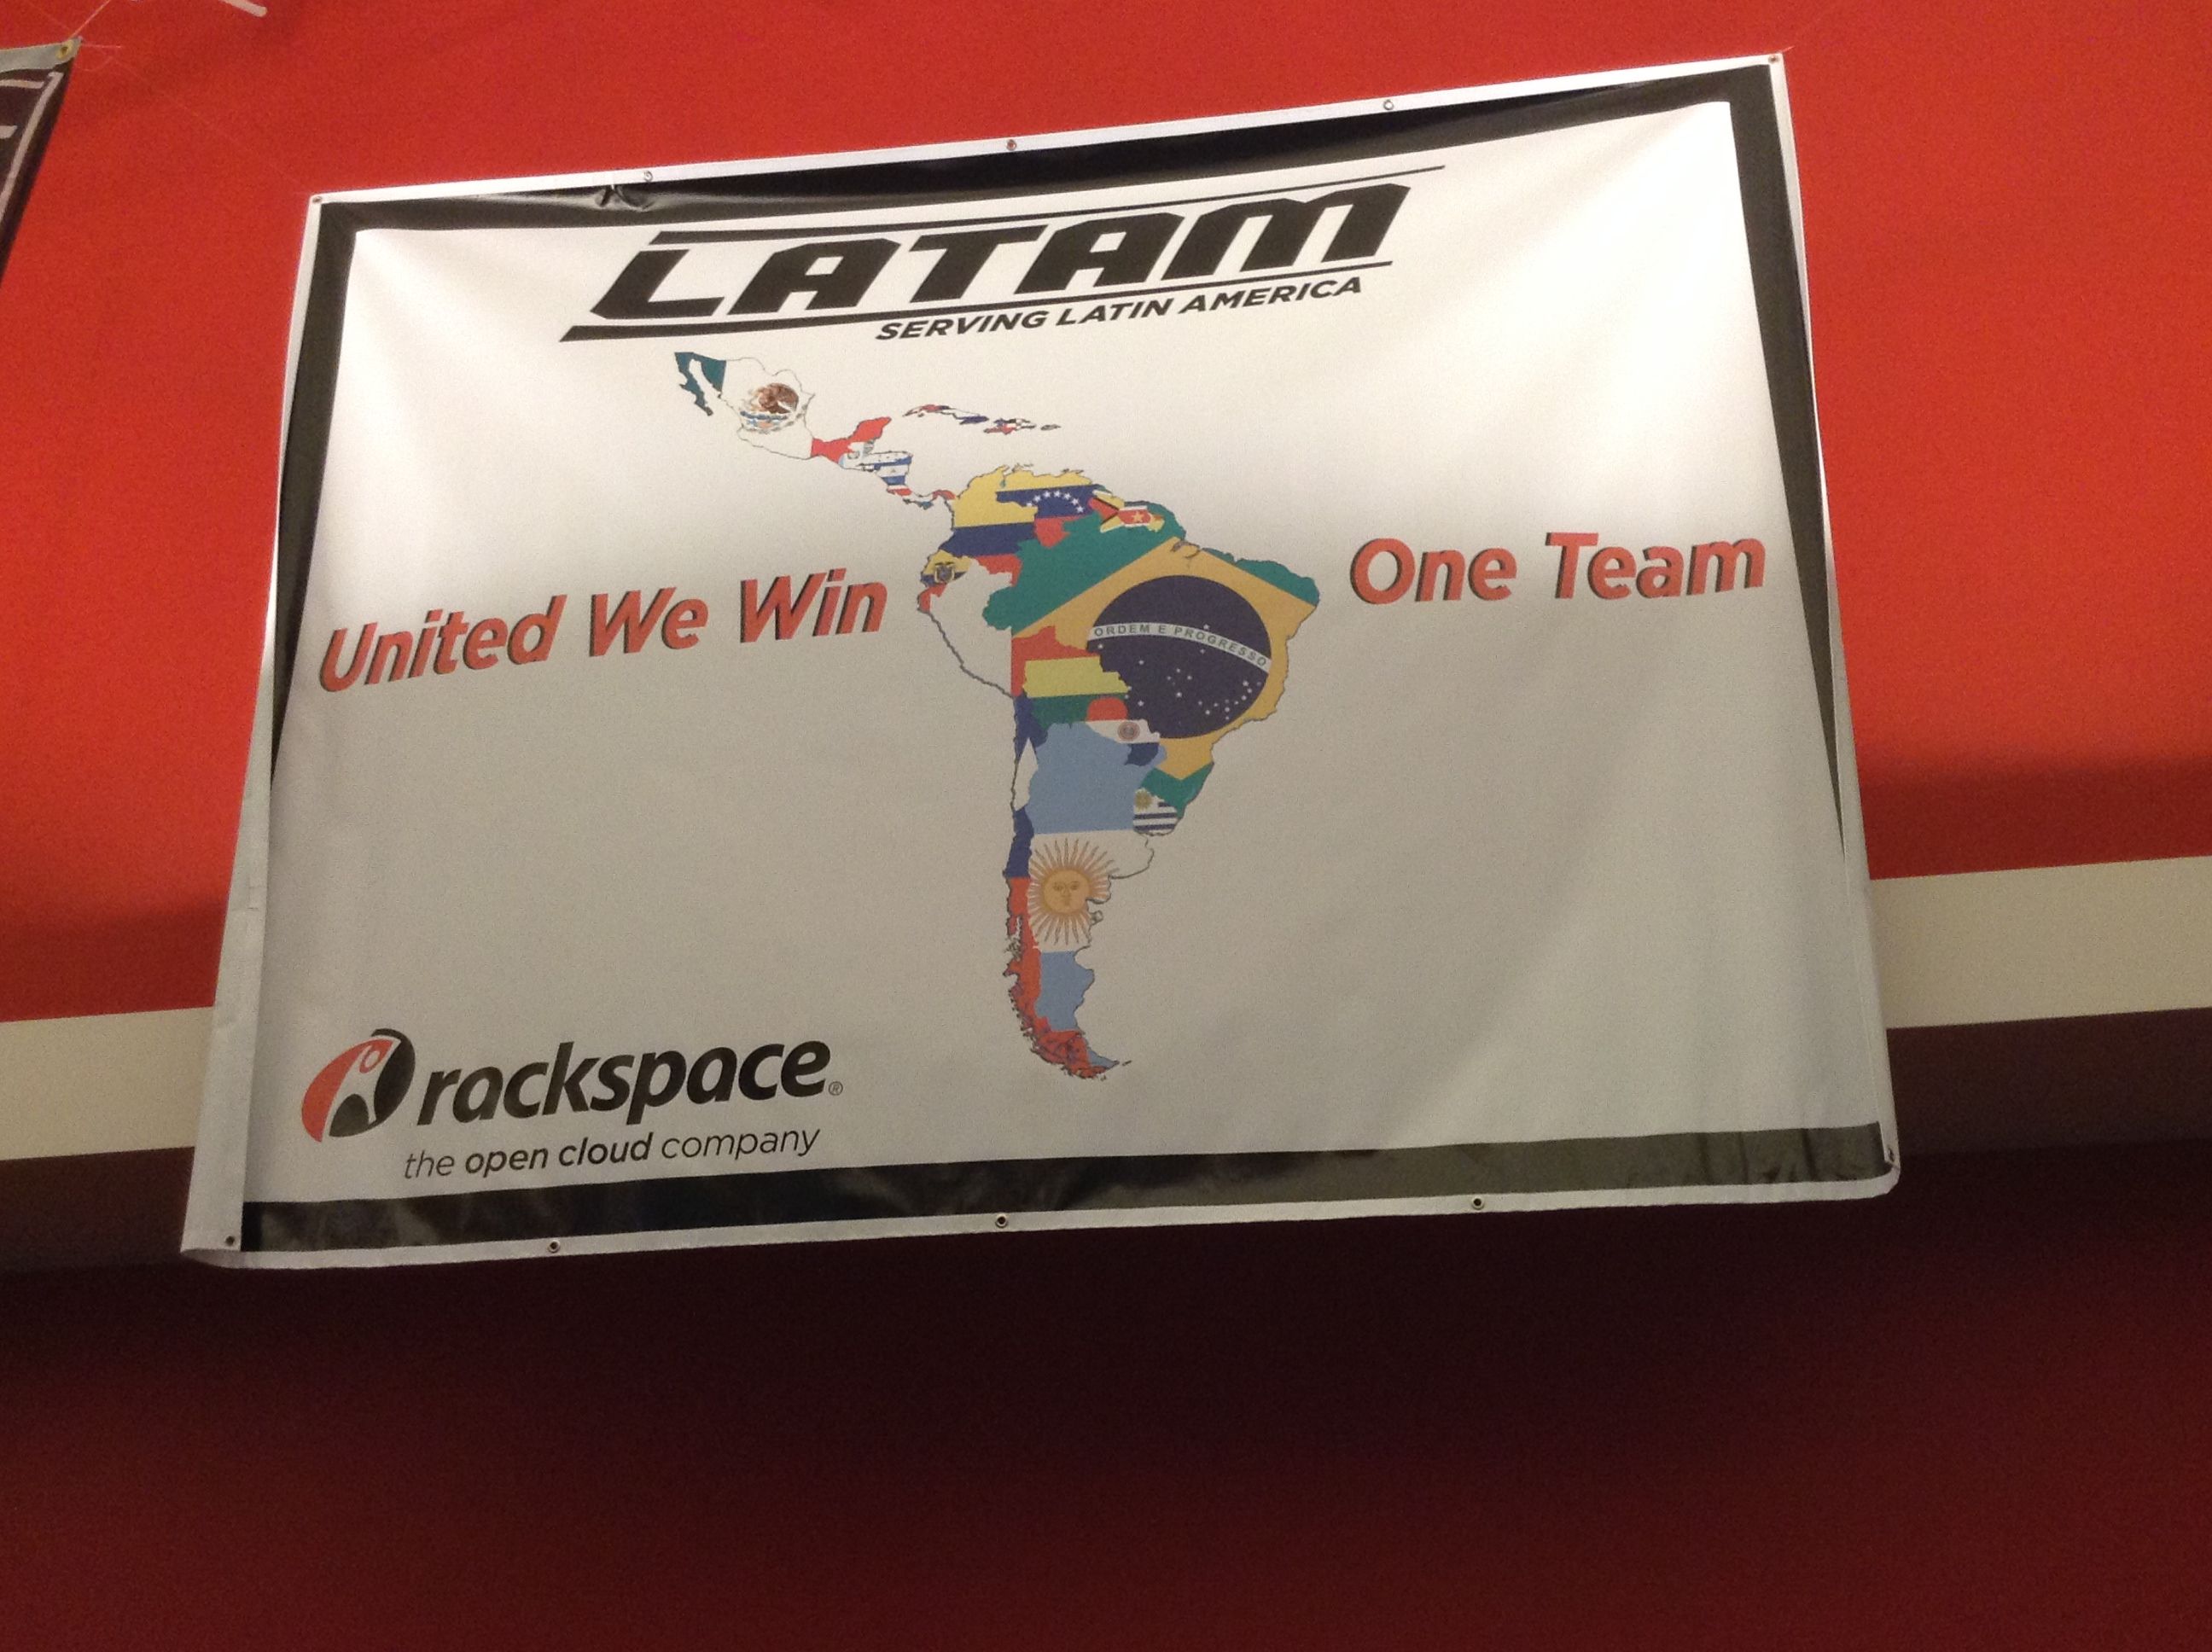 LATAM
SERVING LATIN AMERICA
United We Win
One Team
ORDEM E PROGRESSO
rackspace®
the open cloud company